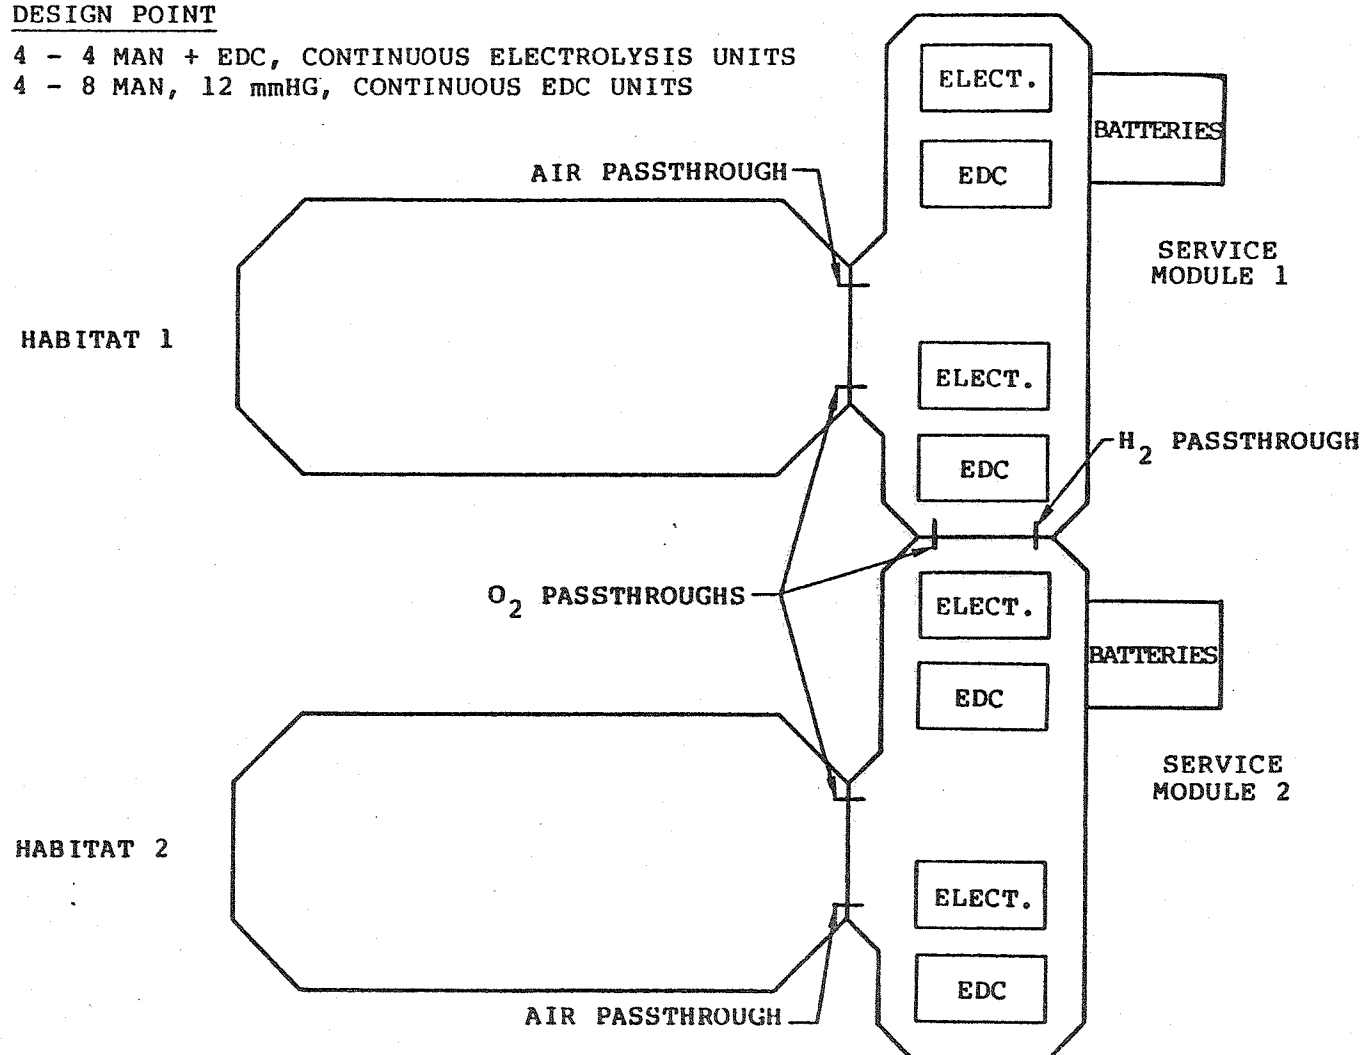 DESIGN POINT
4 - 4 MAN + EDC, CONTINUOUS ELECTROLYSIS UNITS
4 - 8 MAN, 12 mmHG, CONTINUOUS EDC UNITS
ELECT.
BATTERIES
AIR PASSTHROUGH
EDC
SERVICE
MODULE 1
HABITAT 1
ELECT.
H2 PASSTHROUGH
EDC
O2 PASSTHROUGHS
ELECT.
BATTERIES
EDC
SERVICE
MODULE 2
HABITAT 2
ELECT.
EDC
AIR PASSTHROUGH